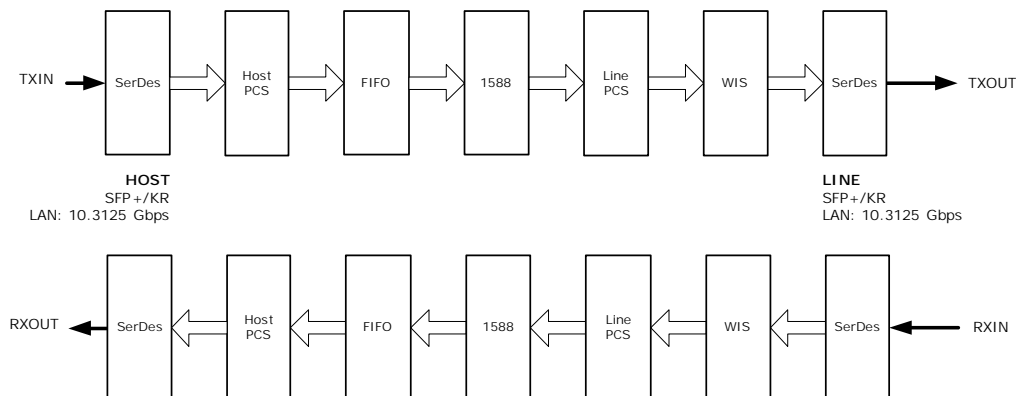 TXIN
SerDes
Host
PCS
FIFO
1588
Line
PCS
WIS
SerDes
TXOUT
HOST
SFP+/KR
LAN: 10.3125 Gbps
LINE
SFP+/KR
LAN: 10.3125 Gbps
RXOUT
SerDes
Host
PCS
FIFO
1588
Line
PCS
WIS
SerDes
RXIN